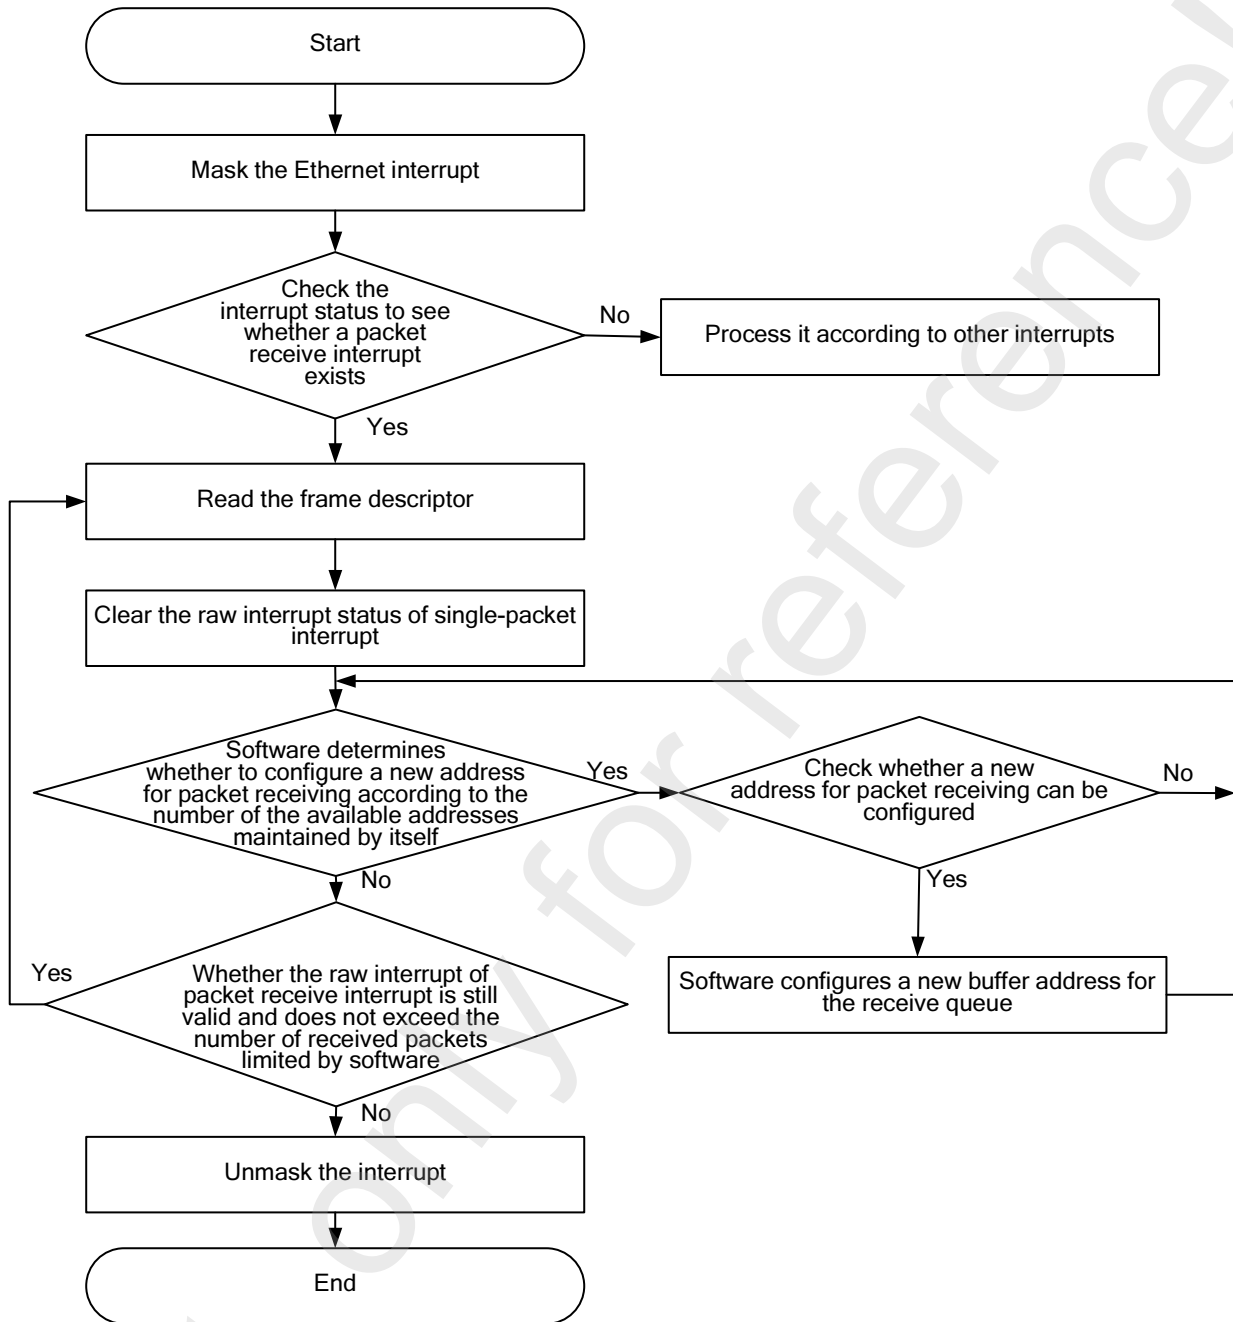 Start
Mask the Ethernet interrupt
Check the
interrupt status to see
whether a packet
receive interrupt
exists
No
Process it according to other interrupts
Yes
Read the frame descriptor
Clear the raw interrupt status of single-packet
interrupt
Software determines
whether to configure a new address
for packet receiving according to the
number of the available addresses
maintained by itself
Yes
Check whether a new
address for packet receiving can be
configured
No
No
Yes
Yes
Whether the raw interrupt of
packet receive interrupt is still
valid and does not exceed the
number of received packets
limited by software
Software configures a new buffer address for
the receive queue
No
Unmask the interrupt
End
only for reference!